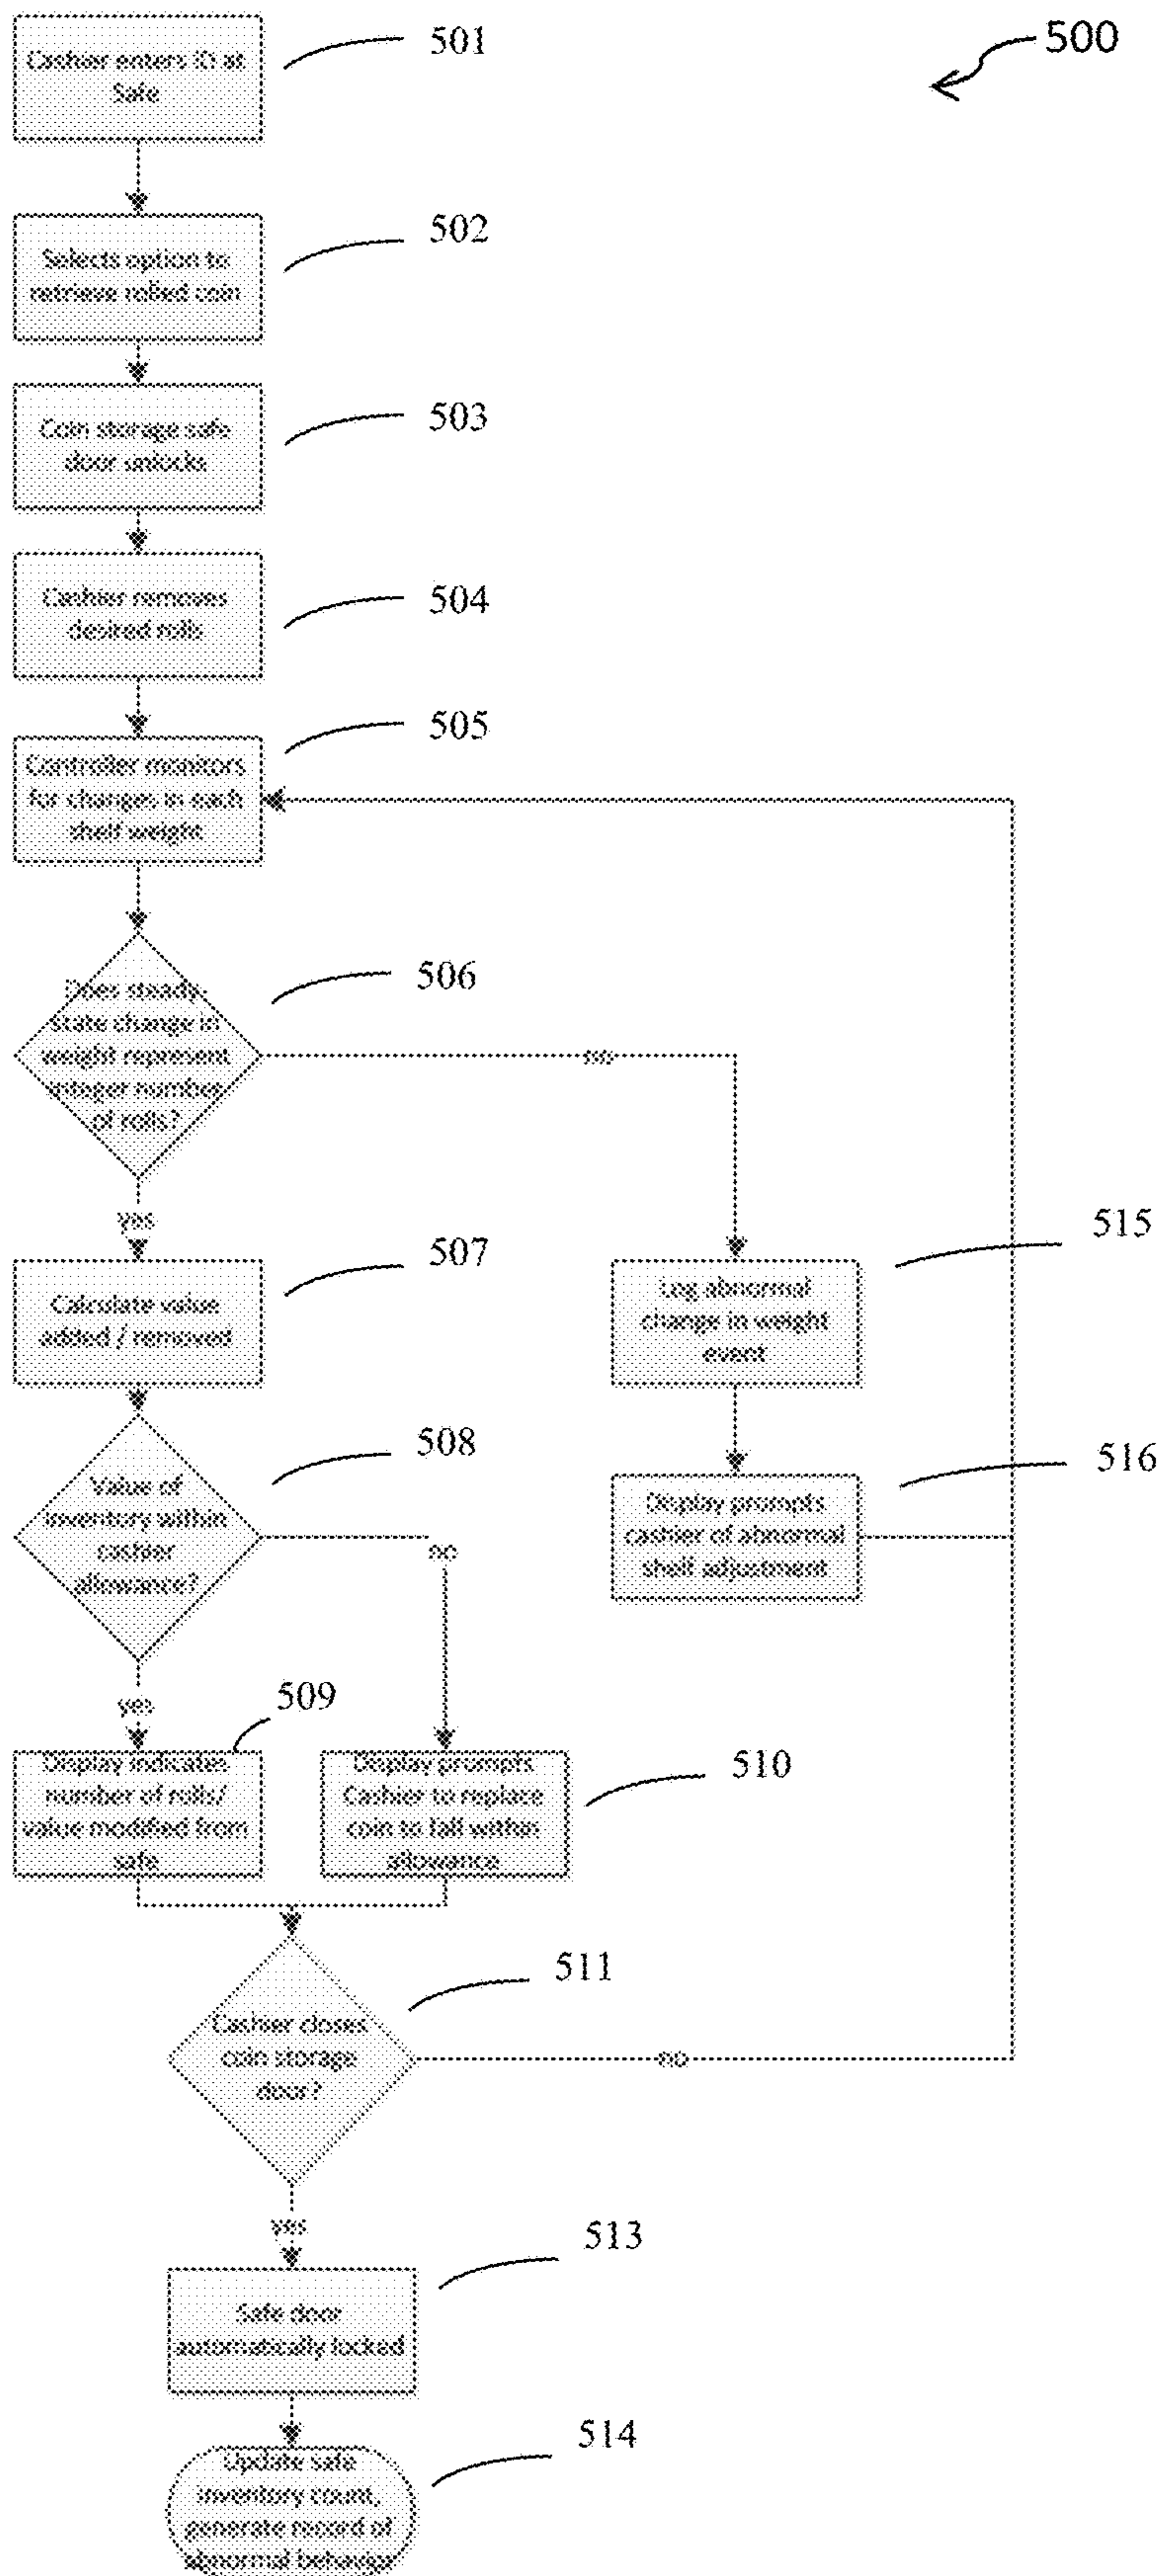 500
Cashier enters ID at
Safe
501
Selects option to
retrieve rolled coin
502
Coin storage safe
door unlocks
503
Cashier removes
desired rolls
504
Controller monitors
for changes in each
shelf weight
505
Does steady-
state change in
weight represent
integer number
of rolls?
506
no
yes
Calculate value
added / removed
507
Log abnormal
change in weight
event
515
Value of
inventory within
cashier
allowance?
508
no
Display prompts
cashier of abnormal
shelf adjustment
516
yes
Display indicates
number of rolls/
value modified from
safe
509
Display prompts
Cashier to replace
coin to fall within
allowance
510
Cashier closes
coin storage
door?
511
no
yes
Safe door
automatically locked
513
Update safe
inventory count,
generate record of
abnormal behavior
514